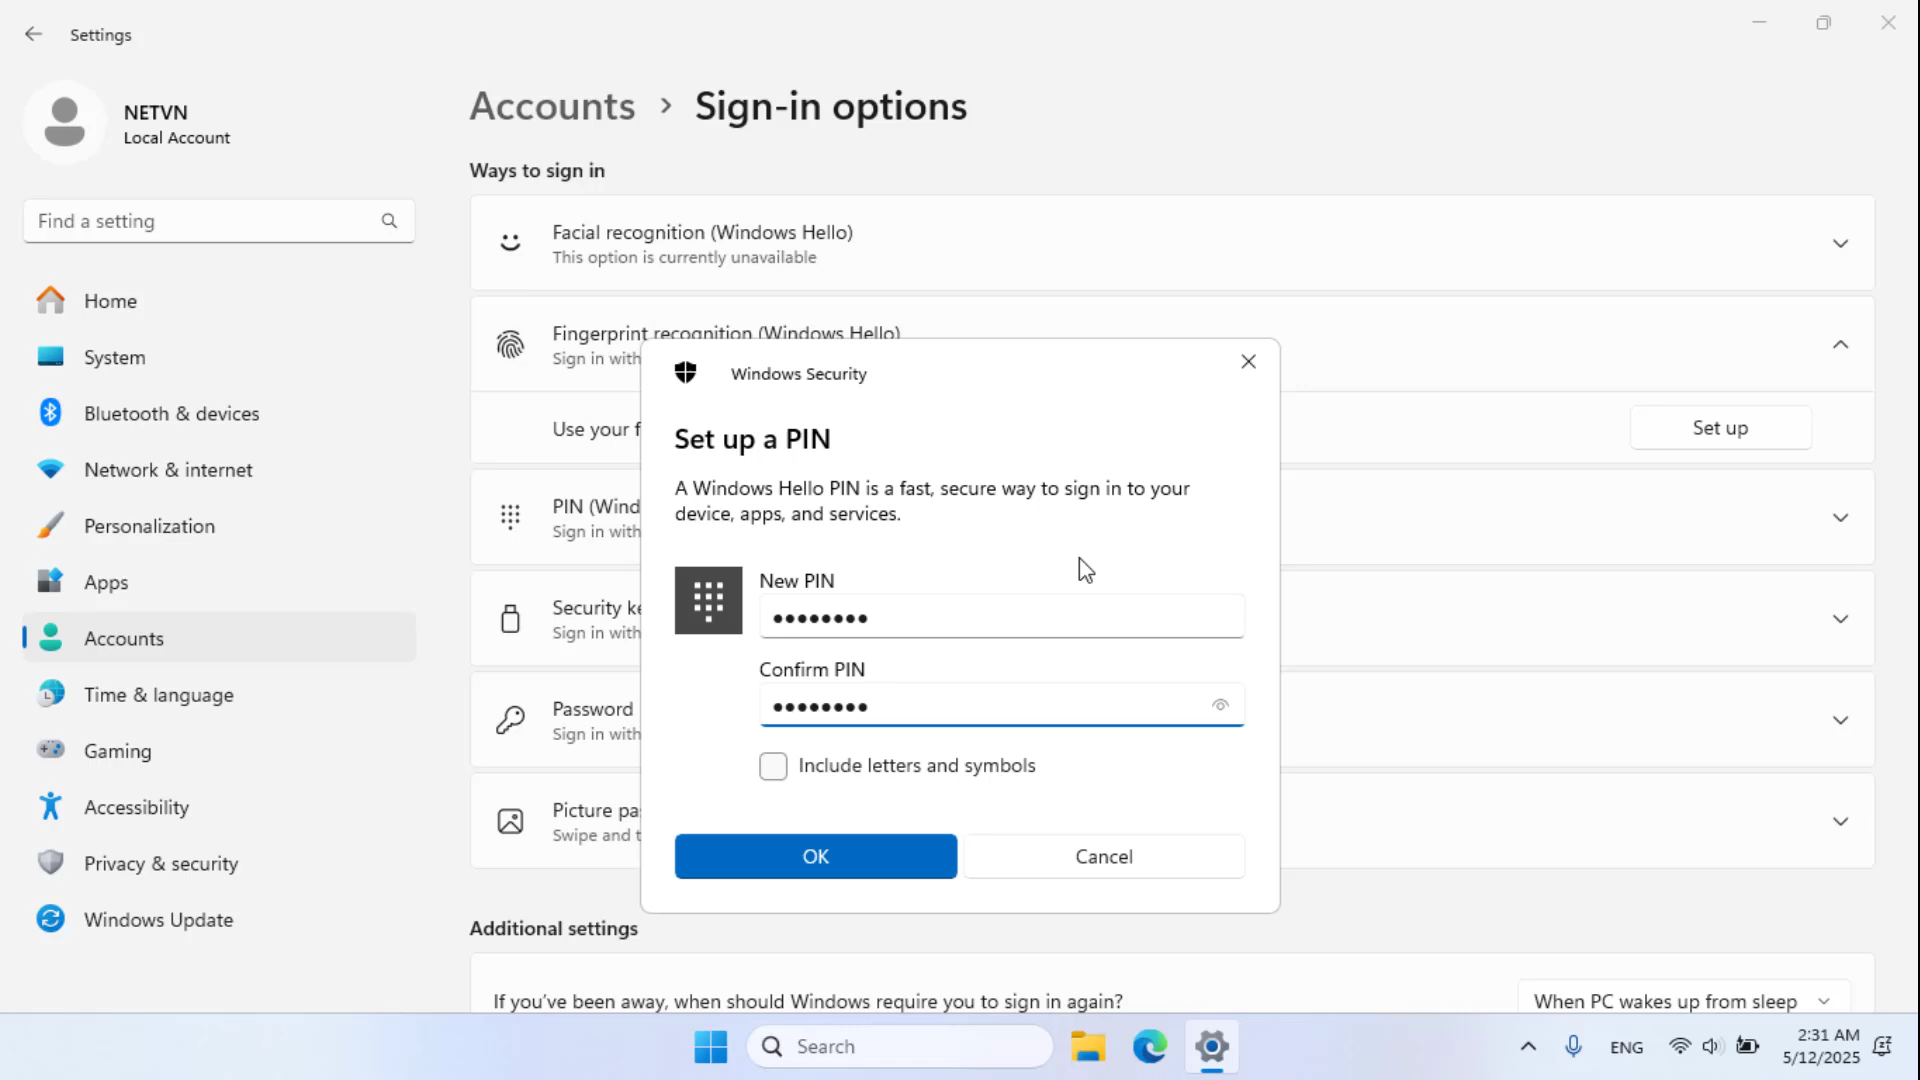 Settings
NETVN
Local Account
Find a setting
Home
System
Bluetooth & devices
Network & internet
Personalization
Apps
Accounts
Time & language
Gaming
Accessibility
Privacy & security
Windows Update
Accounts > Sign-in options
Ways to sign in
Facial recognition (Windows Hello)
This option is currently unavailable
Fingerprint recognition (Windows Hello)
Sign in with
Use your f
Set up
PIN (Wind
Sign in with
Security ke
Sign in with
Password
Sign in with
Picture pa
Swipe and t
Windows Security
Set up a PIN
A Windows Hello PIN is a fast, secure way to sign in to your
device, apps, and services.
New PIN
••••••••
Confirm PIN
••••••••
Include letters and symbols
OK
Cancel
Additional settings
If you've been away, when should Windows require you to sign in again?
When PC wakes up from sleep
Search
ENG
2:31 AM
5/12/2025